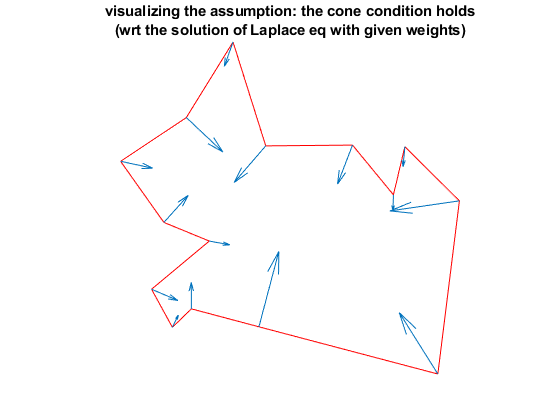 visualizing the assumption: the cone condition holds
(wrt the solution of Laplace eq with given weights)